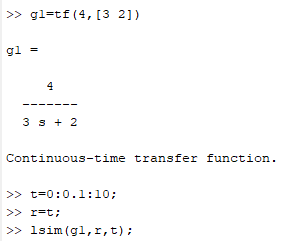 >> g1=tf(4,[3 2])
g1 =
4
-------
3 s + 2
Continuous-time transfer function.
>> t=0:0.1:10;
>> r=t;
>> lsim(g1,r,t);